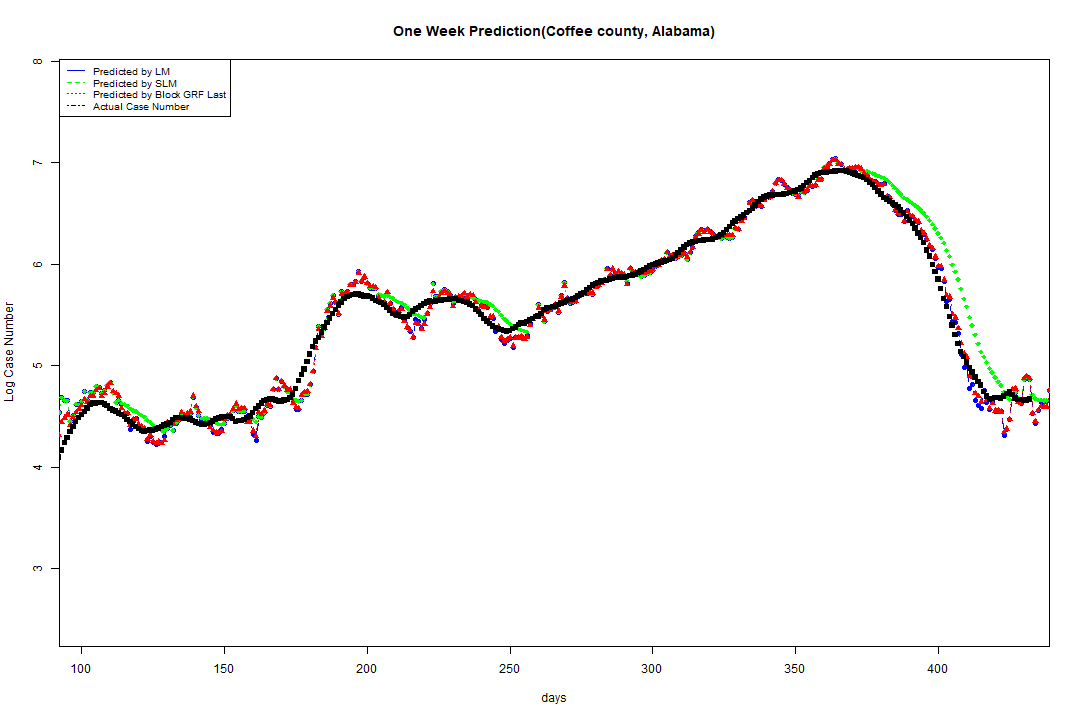 One Week Prediction(Coffee county, Alabama)
Predicted by LM
Predicted by SLM
Predicted by Block GRF Last
Actual Case Number
8
7
6
5
4
3
Log Case Number
100 150 200 250 300 350 400
days